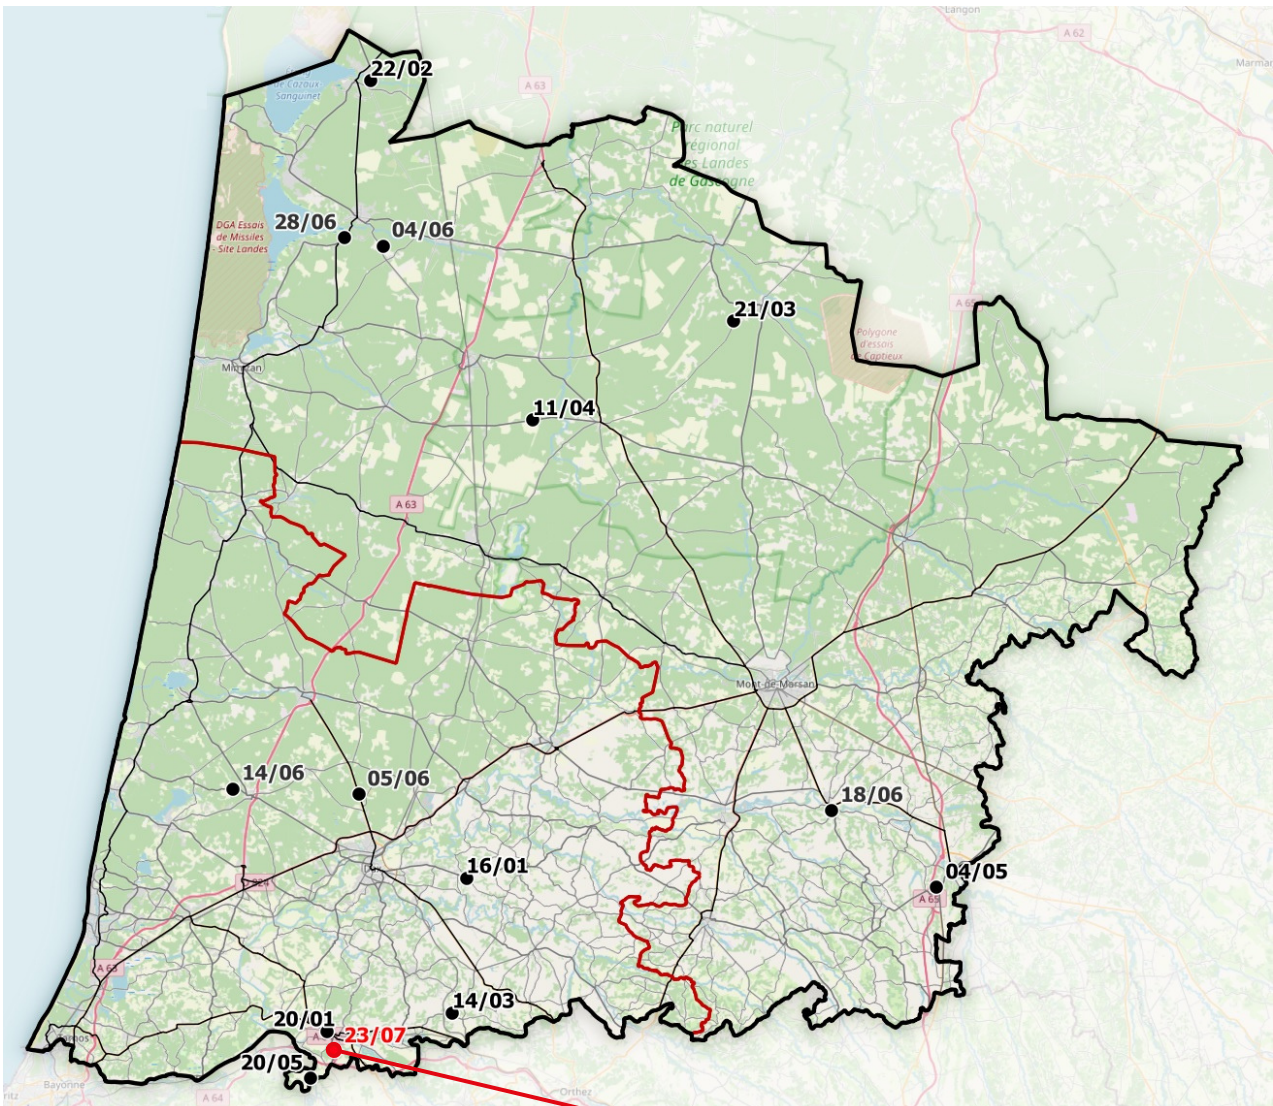 Langon
A 62
22/02
A 63
Étang
de Cazaux-
Sanguinet
Parc naturel
régional
des Landes
de Gascogne
DGA Essais
de Missiles
- Site Landes
28/06
04/06
21/03
A 65
Polygone
d'essais
de Captieux
Mimizan
11/04
A 63
Mont-de-Marsan
14/06
05/06
18/06
16/01
04/05
A 65
A 63
14/03
20/01
23/07
20/05
Bayonne
A 64
Orthez